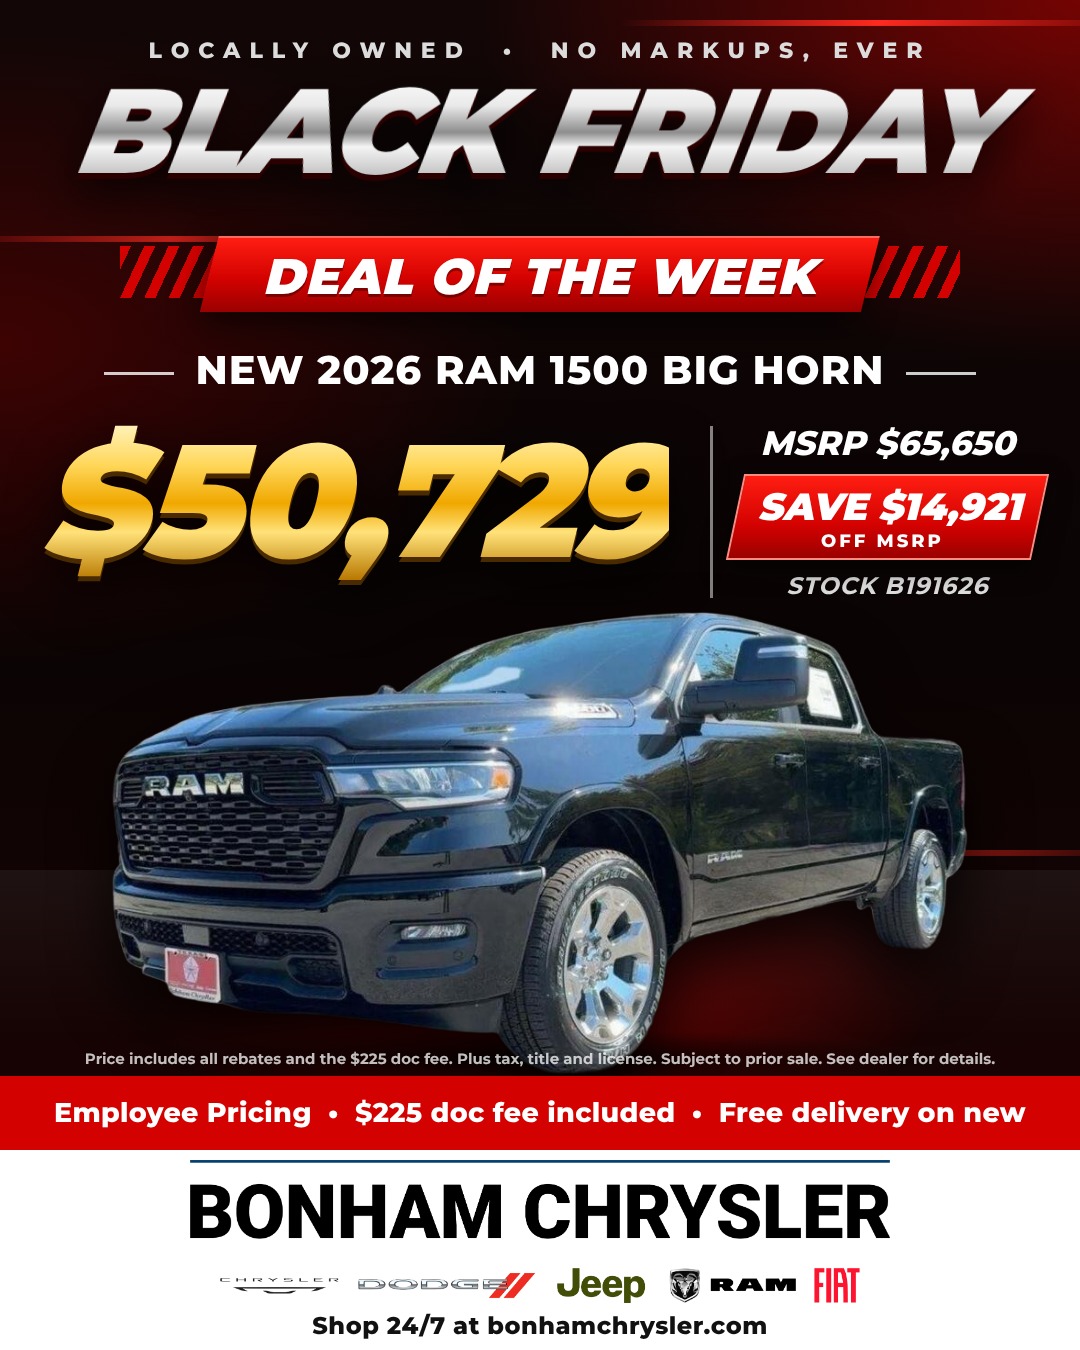 LOCALLY OWNED • NO MARKUPS, EVER
BLACK FRIDAY
DEAL OF THE WEEK
NEW 2026 RAM 1500 BIG HORN
$50,729
MSRP $65,650
SAVE $14,921
OFF MSRP
STOCK B191626
RAM
RAM
Price includes all rebates and the $225 doc fee. Plus tax, title and license. Subject to prior sale. See dealer for details.
Employee Pricing • $225 doc fee included • Free delivery on new
BONHAM CHRYSLER
CHRYSLER DODGE Jeep RAM FIAT
Shop 24/7 at bonhamchrysler.com